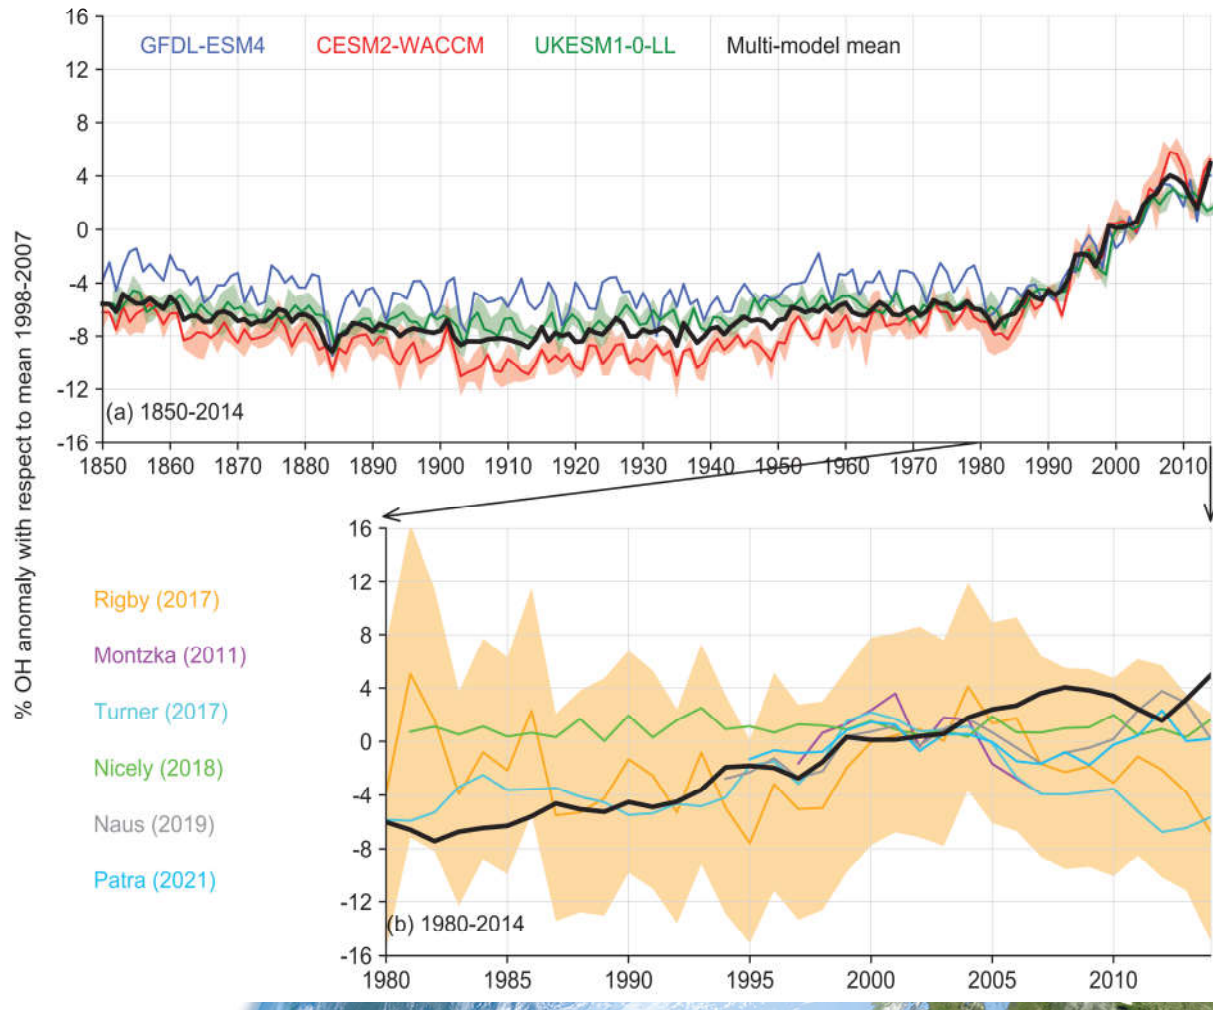 % OH anomaly with respect to mean 1998-2007
16
12
8
4
0
-4
-8
-12
-16
GFDL-ESM4 CESM2-WACCM UKESM1-0-LL Multi-model mean
(a) 1850-2014
1850 1860 1870 1880 1890 1900 1910 1920 1930 1940 1950 1960 1970 1980 1990 2000 2010
Rigby (2017)
Montzka (2011)
Turner (2017)
Nicely (2018)
Naus (2019)
Patra (2021)
16
12
8
4
0
-4
-8
-12
-16
(b) 1980-2014
1980 1985 1990 1995 2000 2005 2010